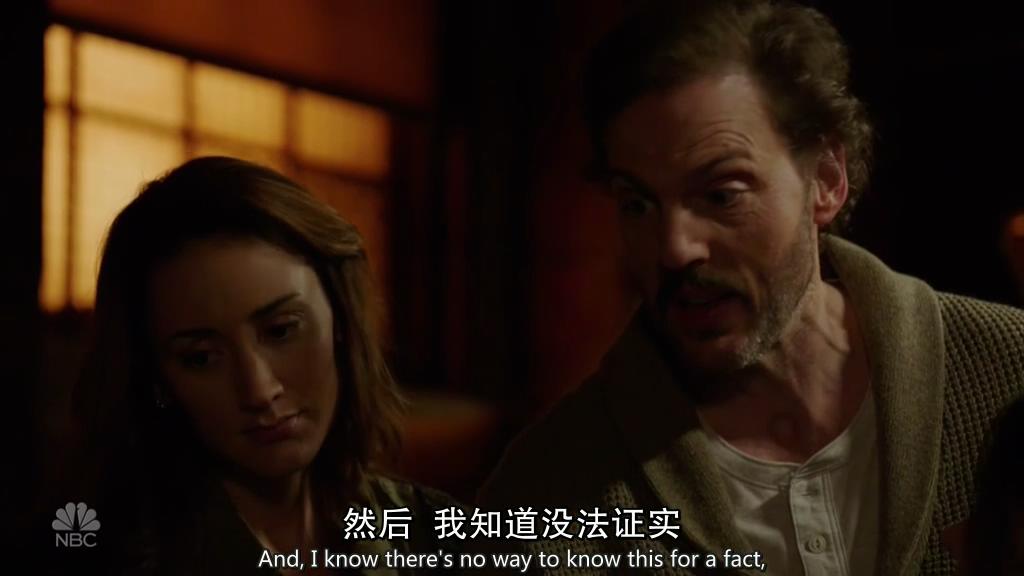 NBC
然后 我知道没法证实
And, I know there's no way to know this for a fact,